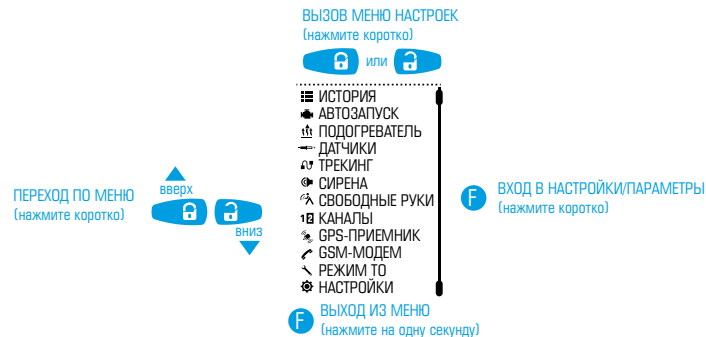 ВЫЗОВ МЕНЮ НАСТРОЕК
(нажмите коротко)
или
ИСТОРИЯ
АВТОЗАПУСК
ПОДОГРЕВАТЕЛЬ
ДАТЧИКИ
ТРЕКИНГ
СИРЕНА
СВОБОДНЫЕ РУКИ
12 КАНАЛЫ
GPS-ПРИЕМНИК
GSM-МОДЕМ
РЕЖИМ ТО
НАСТРОЙКИ
ПЕРЕХОД ПО МЕНЮ
(нажмите коротко)
вверх
вниз
F ВХОД В НАСТРОЙКИ/ПАРАМЕТРЫ
(нажмите коротко)
F ВЫХОД ИЗ МЕНЮ
(нажмите на одну секунду)